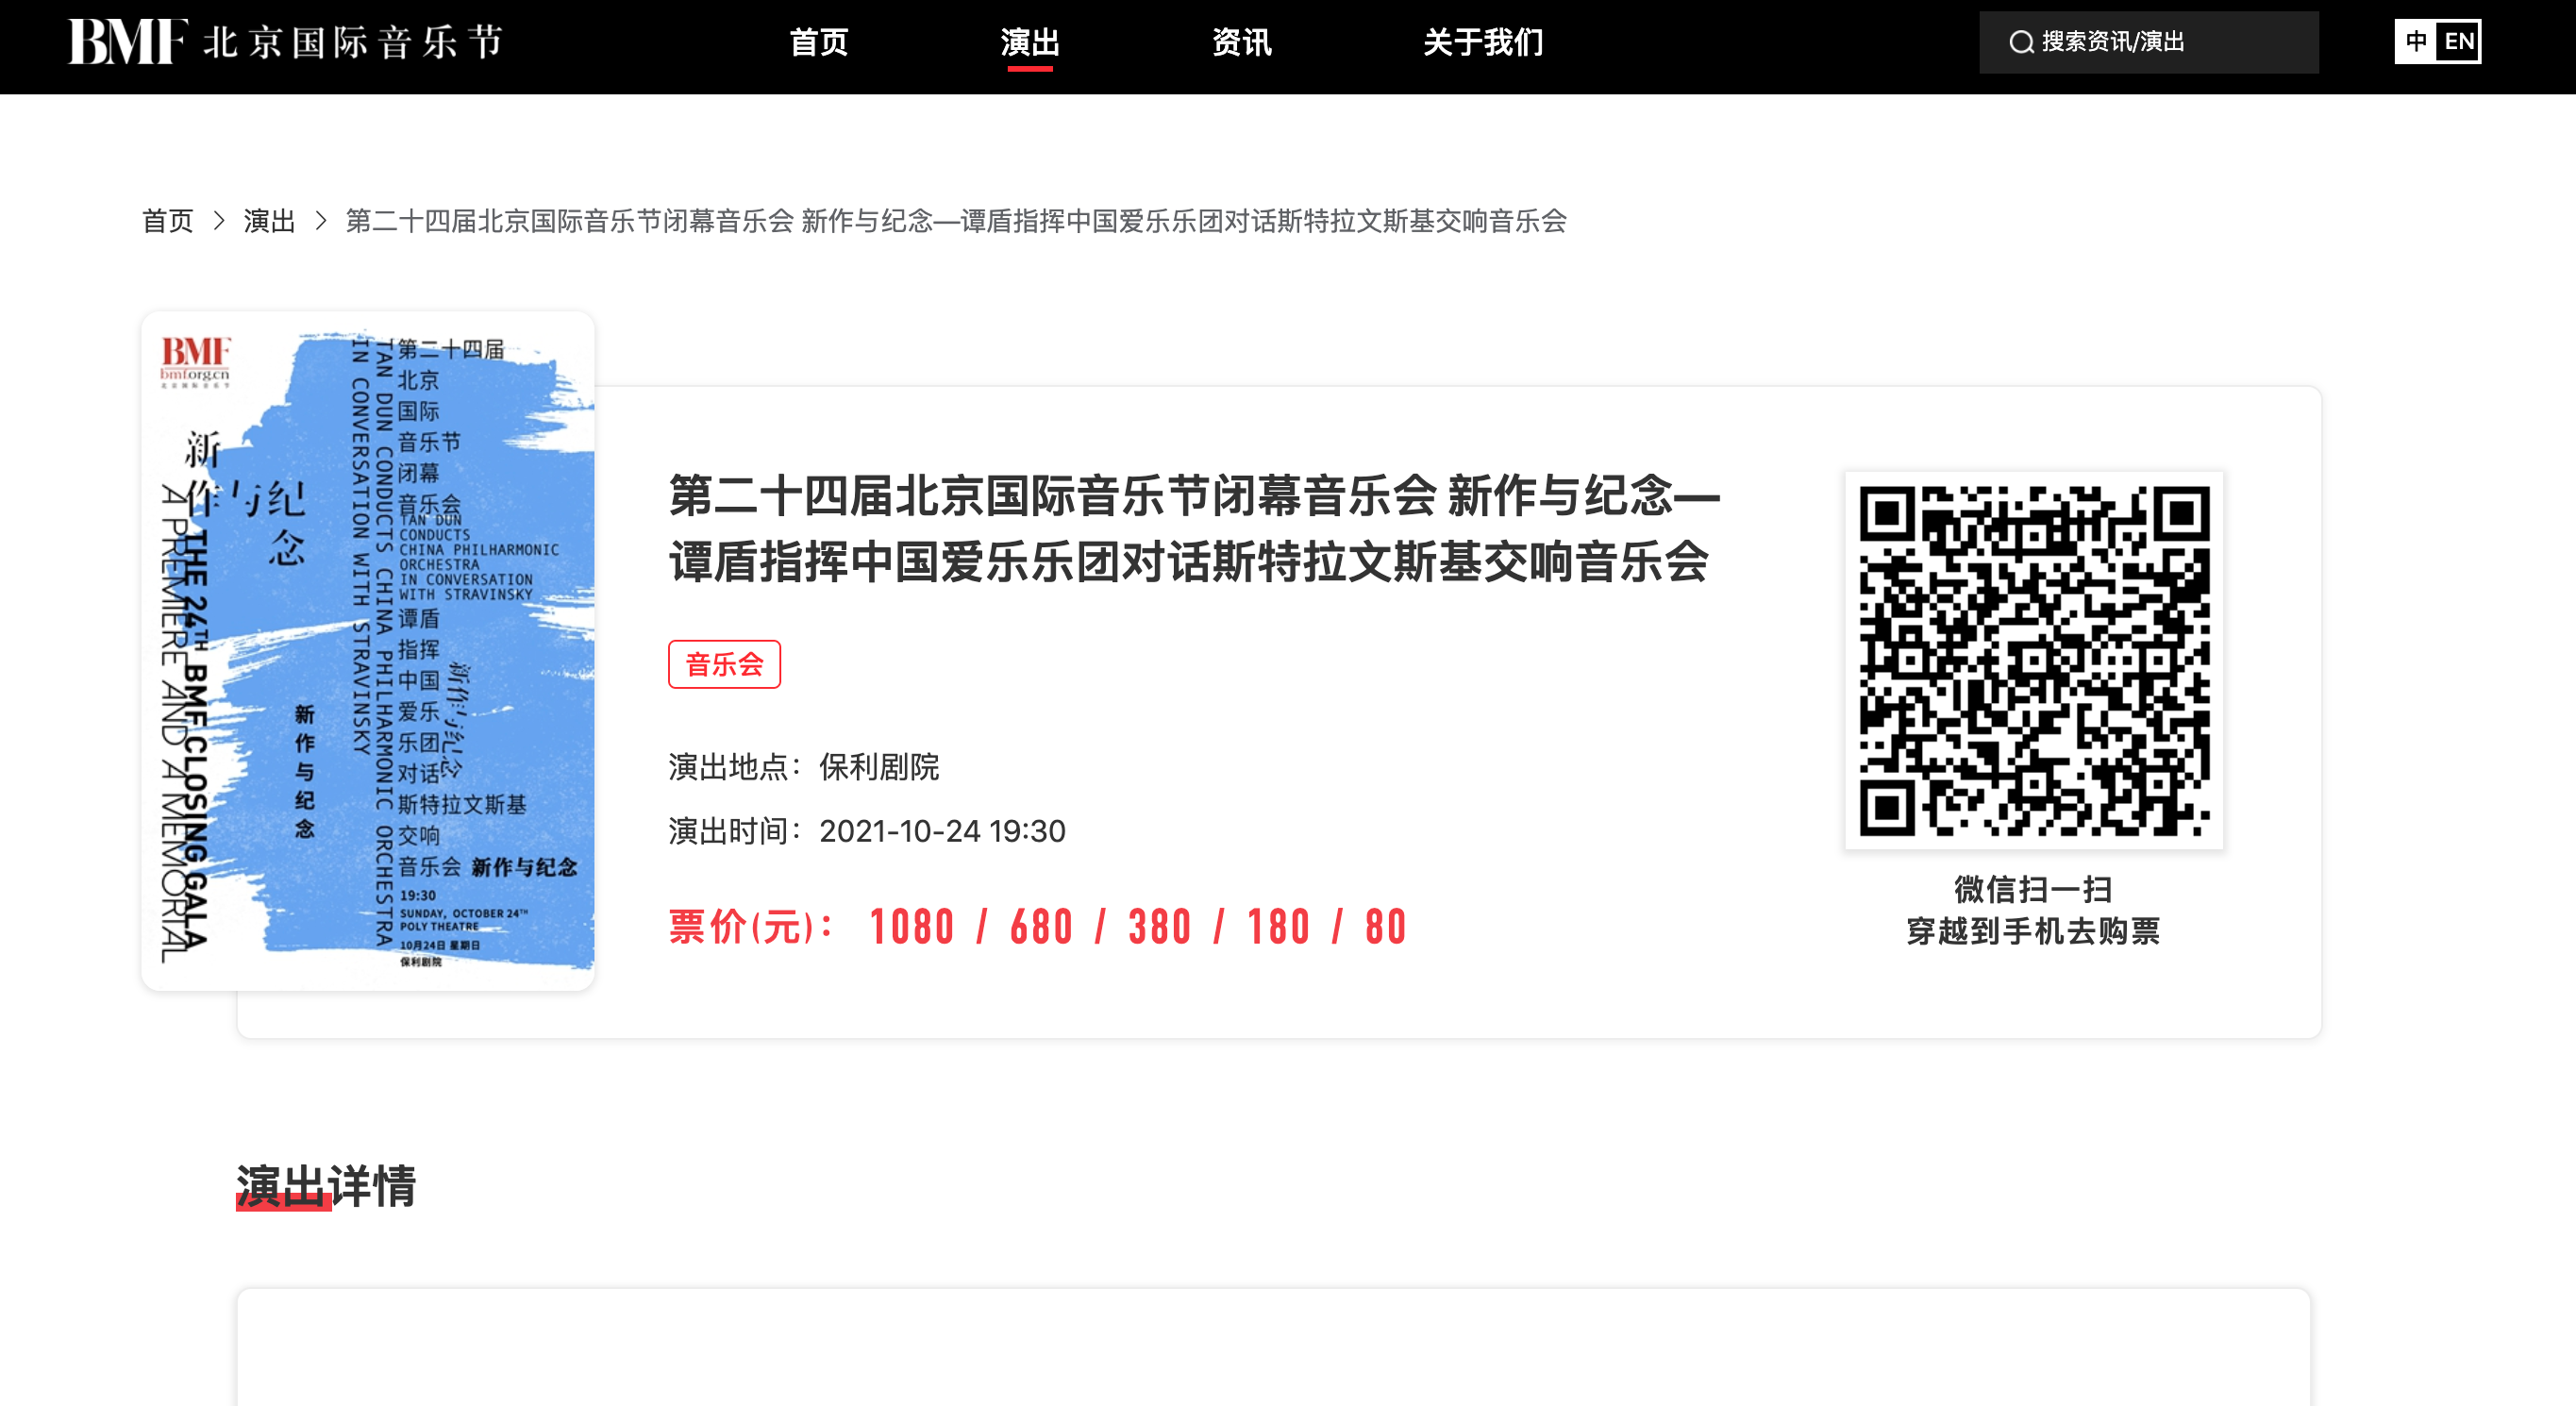 BMF 北京国际音乐节
首页
演出
资讯
关于我们
搜索资讯/演出
中 EN
首页 > 演出 > 第二十四届北京国际音乐节闭幕音乐会 新作与纪念—谭盾指挥中国爱乐乐团对话斯特拉文斯基交响音乐会
BMF
bmf.org.cn
北京国际音乐节
新作与纪念
A PREMIERE AND A MEMORIAL
THE 24TH BMF CLOSING GALA
新作与纪念
TAN DUN CONDUCTS CHINA PHILHARMONIC ORCHESTRA
IN CONVERSATION WITH STRAVINSKY
第二十四届
北京
国际
音乐节
闭幕
音乐会
TAN DUN
CONDUCTS
CHINA PHILHARMONIC
ORCHESTRA
IN CONVERSATION
WITH STRAVINSKY
谭盾
指挥
中国
爱乐
乐团
对话
斯特拉文斯基
交响
音乐会 新作与纪念
新作与纪念
19:30
SUNDAY, OCTOBER 24TH
POLY THEATRE
10月24日 星期日
保利剧院
第二十四届北京国际音乐节闭幕音乐会 新作与纪念—
谭盾指挥中国爱乐乐团对话斯特拉文斯基交响音乐会
音乐会
演出地点：保利剧院
演出时间：2021-10-24 19:30
票价(元)： 1080 / 680 / 380 / 180 / 80
微信扫一扫
穿越到手机去购票
演出详情